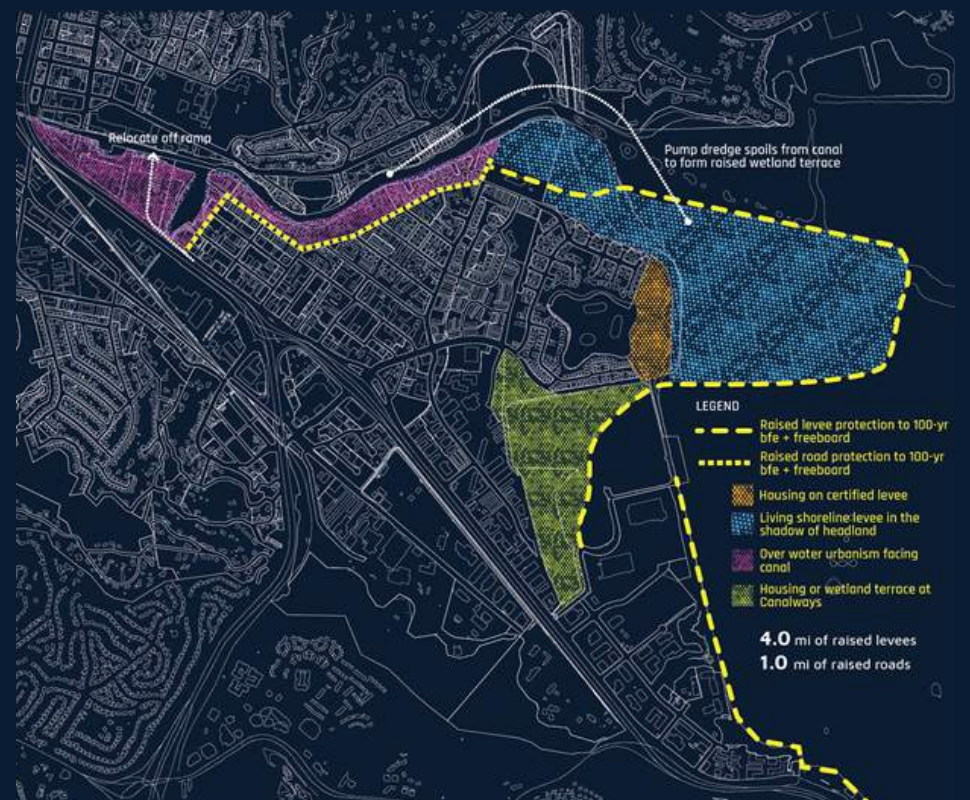 Relocate off ramp
Pump dredge spoils from canal
to form raised wetland terrace
LEGEND
Raised levee protection to 100-yr
bfe + freeboard
Raised road protection to 100-yr
bfe + freeboard
Housing on certified levee
Living shoreline levee in the
shadow of headland
Over water urbanism facing
canal
Housing or wetland terrace at
Canalways
4.0 mi of raised levees
1.0 mi of raised roads